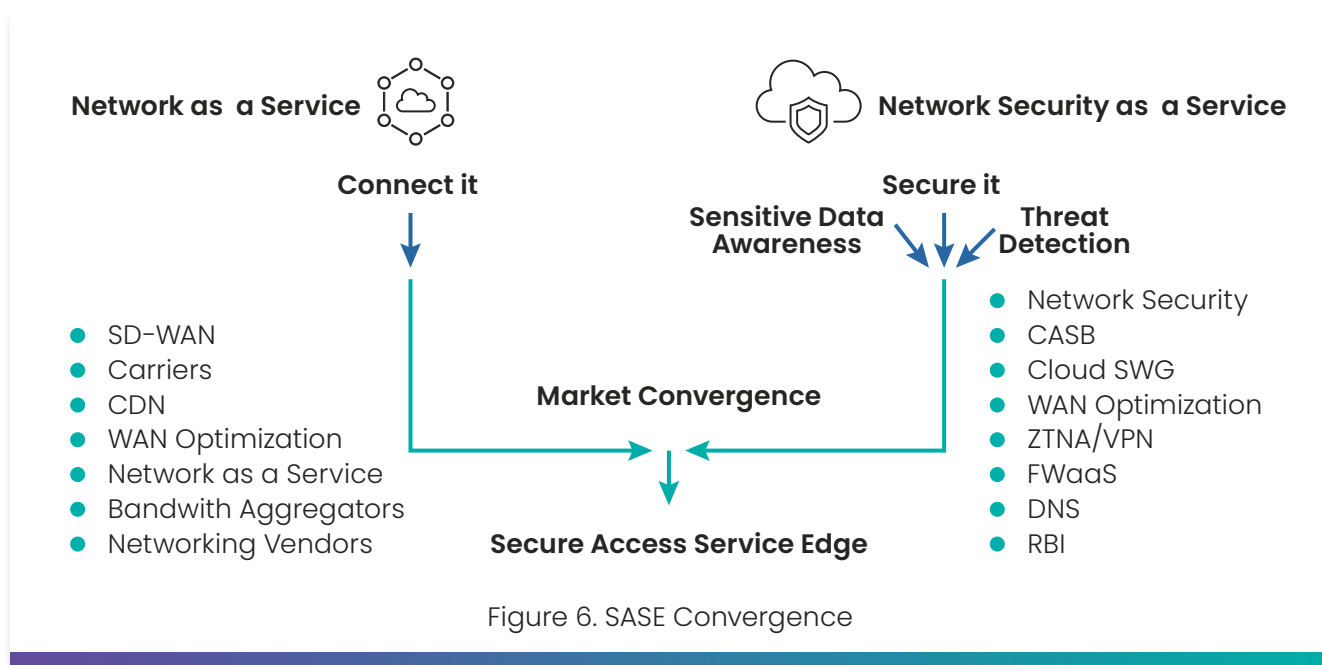 Network as a Service
Network Security as a Service
Connect it
Secure it
Sensitive Data
Awareness
Threat
Detection
SD-WAN
Carriers
CDN
WAN Optimization
Network as a Service
Bandwith Aggregators
Networking Vendors
Market Convergence
Secure Access Service Edge
Network Security
CASB
Cloud SWG
WAN Optimization
ZTNA/VPN
FWaaS
DNS
RBI
Figure 6. SASE Convergence